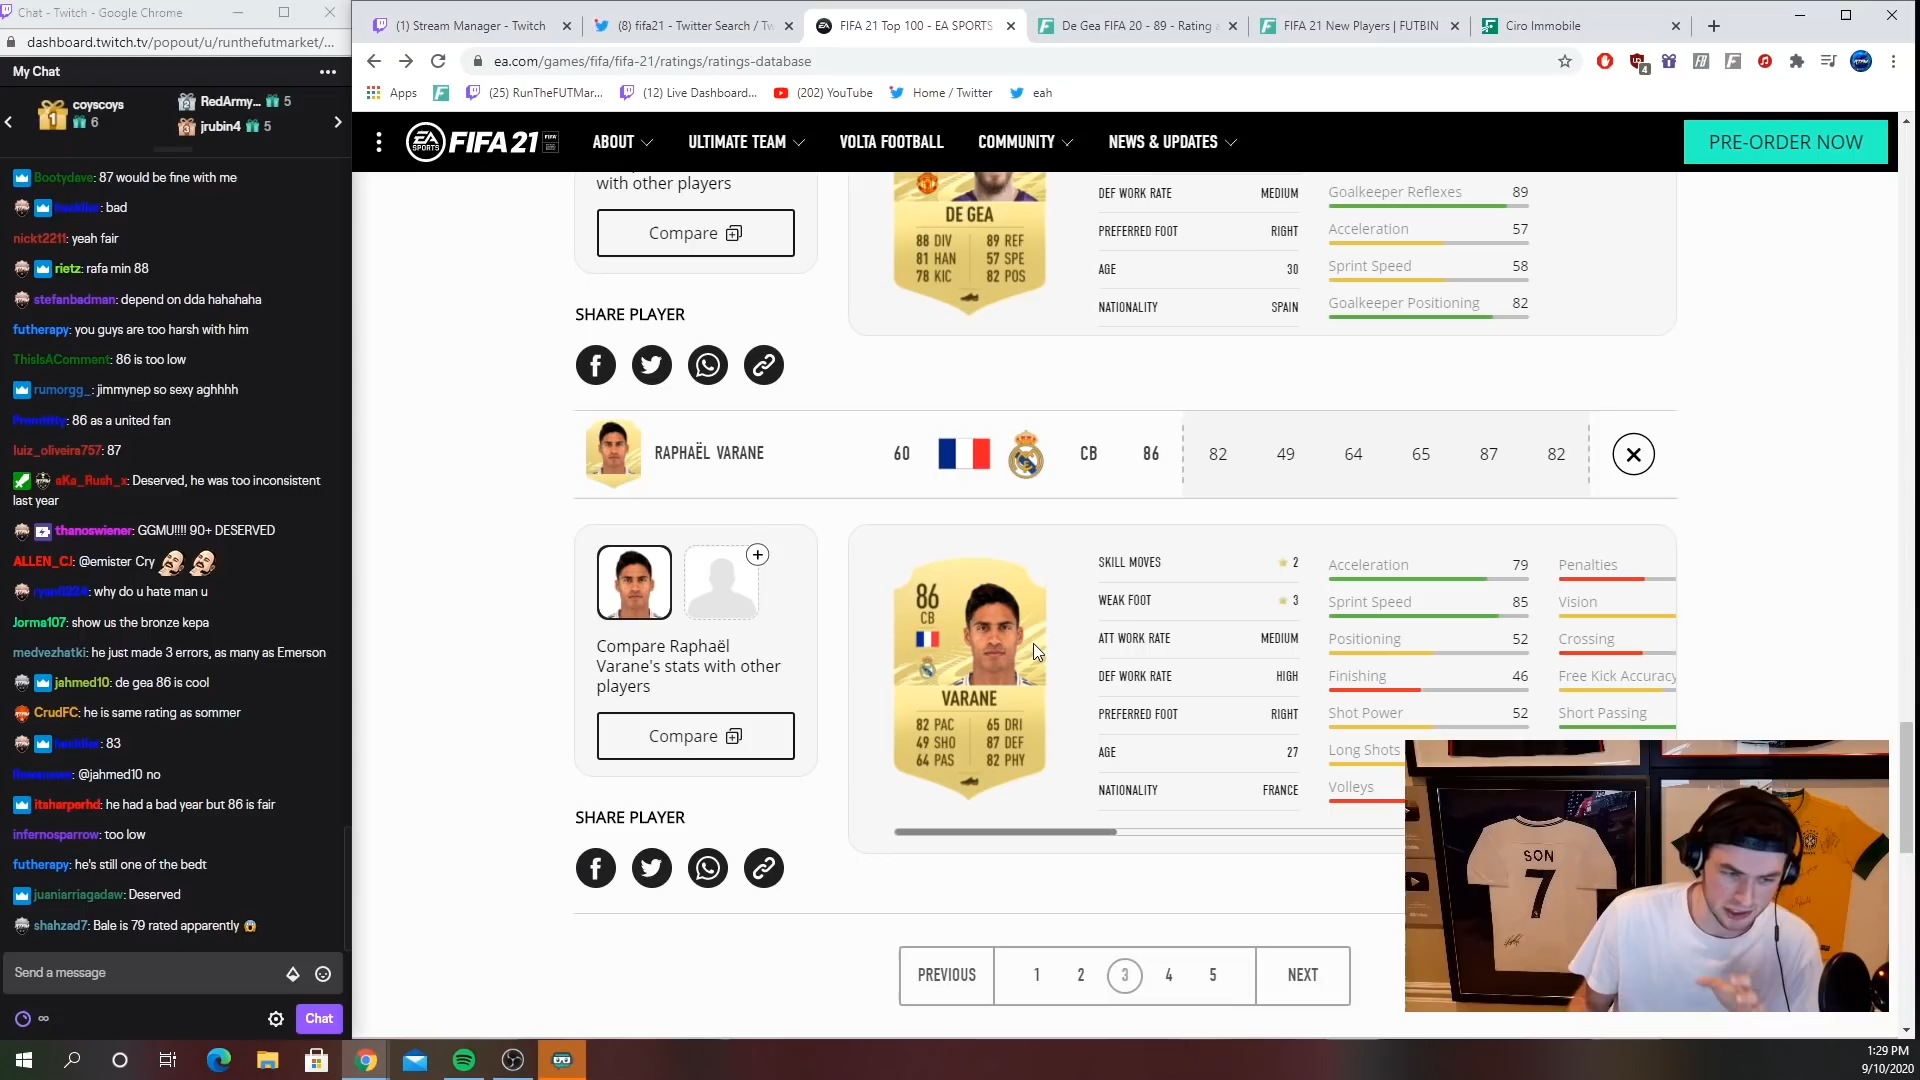 Chat - Twitch - Google Chrome
dashboard.twitch.tv/popout/u/runthefutmarket/...
My Chat
coyscoys
6
RedArmy... 5
jrubin4 5
Bootydave: 87 would be fine with me
bad
nickt2211: yeah fair
rietz: rafa min 88
stefanbadman: depend on dda hahahaha
futherapy: you guys are too harsh with him
ThisIsAComment: 86 is too low
rumorgg_: jimmynep so sexy aghhhh
86 as a united fan
luiz_oliveira757: 87
aKa_Rush_x: Deserved, he was too inconsistent
last year
thanoswiener: GGMU!!!! 90+ DESERVED
ALLEN_CJ: @emister Cry
ryan0224: why do u hate man u
Jorma107: show us the bronze kepa
medvezhatki: he just made 3 errors, as many as Emerson
jahmed10: de gea 86 is cool
CrudFC: he is same rating as sommer
83
@jahmed10 no
itsharperhd: he had a bad year but 86 is fair
infernosparrow: too low
futherapy: he's still one of the bedt
juaniarriagadaw: Deserved
shahzad7: Bale is 79 rated apparently
Send a message
Chat
(1) Stream Manager - Twitch
(8) fifa21 - Twitter Search / Tw
FIFA 21 Top 100 - EA SPORTS
De Gea FIFA 20 - 89 - Rating a
FIFA 21 New Players | FUTBIN
Ciro Immobile
ea.com/games/fifa/fifa-21/ratings/ratings-database
4
Apps
(25) RunTheFUTMar...
(12) Live Dashboard...
(202) YouTube
Home / Twitter
eah
EA SPORTS FIFA 21
ABOUT
ULTIMATE TEAM
VOLTA FOOTBALL
COMMUNITY
NEWS & UPDATES
PRE-ORDER NOW
with other players
Compare
DE GEA
88 DIV 89 REF
81 HAN 57 SPE
78 KIC 82 POS
DEF WORK RATE MEDIUM
PREFERRED FOOT RIGHT
AGE 30
NATIONALITY SPAIN
Goalkeeper Reflexes 89
Acceleration 57
Sprint Speed 58
Goalkeeper Positioning 82
SHARE PLAYER
RAPHAËL VARANE 60 CB 86 82 49 64 65 87 82
Compare Raphaël
Varane's stats with other
players
Compare
86
CB
VARANE
82 PAC 65 DRI
49 SHO 87 DEF
64 PAS 82 PHY
SKILL MOVES 2
WEAK FOOT 3
ATT WORK RATE MEDIUM
DEF WORK RATE HIGH
PREFERRED FOOT RIGHT
AGE 27
NATIONALITY FRANCE
Acceleration 79
Sprint Speed 85
Positioning 52
Finishing 46
Shot Power 52
Long Shots
Volleys
Penalties
Vision
Crossing
Free Kick Accuracy
Short Passing
SHARE PLAYER
PREVIOUS 1 2 3 4 5 NEXT
SON
7
1:29 PM
9/10/2020